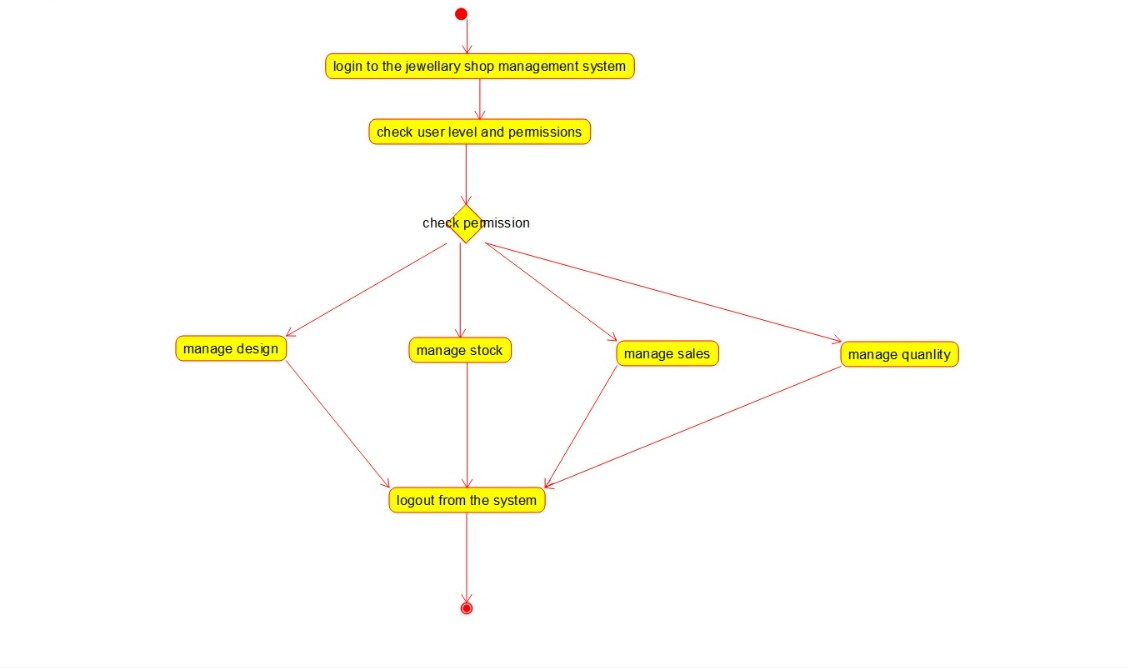 login to the jewellary shop management system
check user level and permissions
check permission
manage design
manage stock
manage sales
manage quanlity
logout from the system